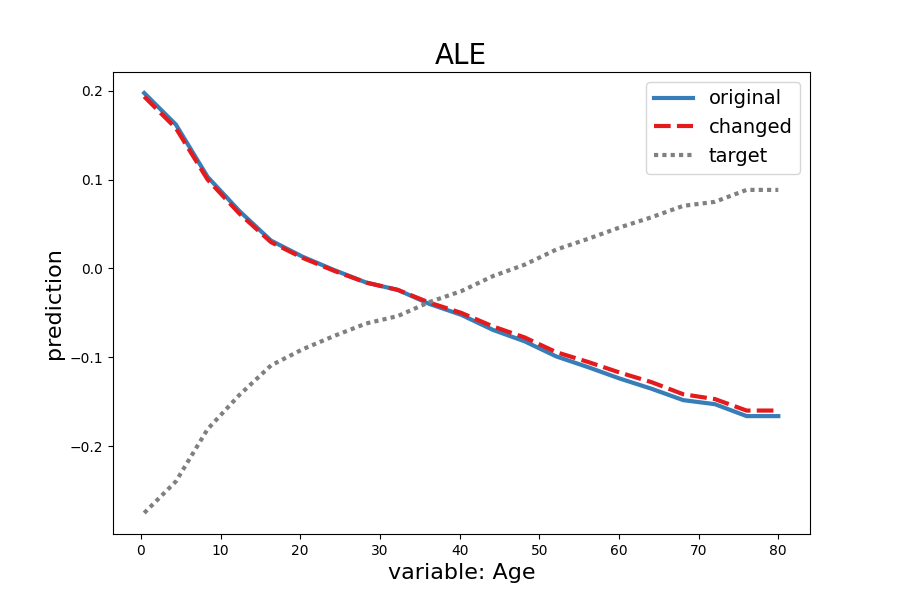 ALE
0.2
0.1
0.0
−0.1
−0.2
prediction
original
changed
target
0 10 20 30 40 50 60 70 80
variable: Age